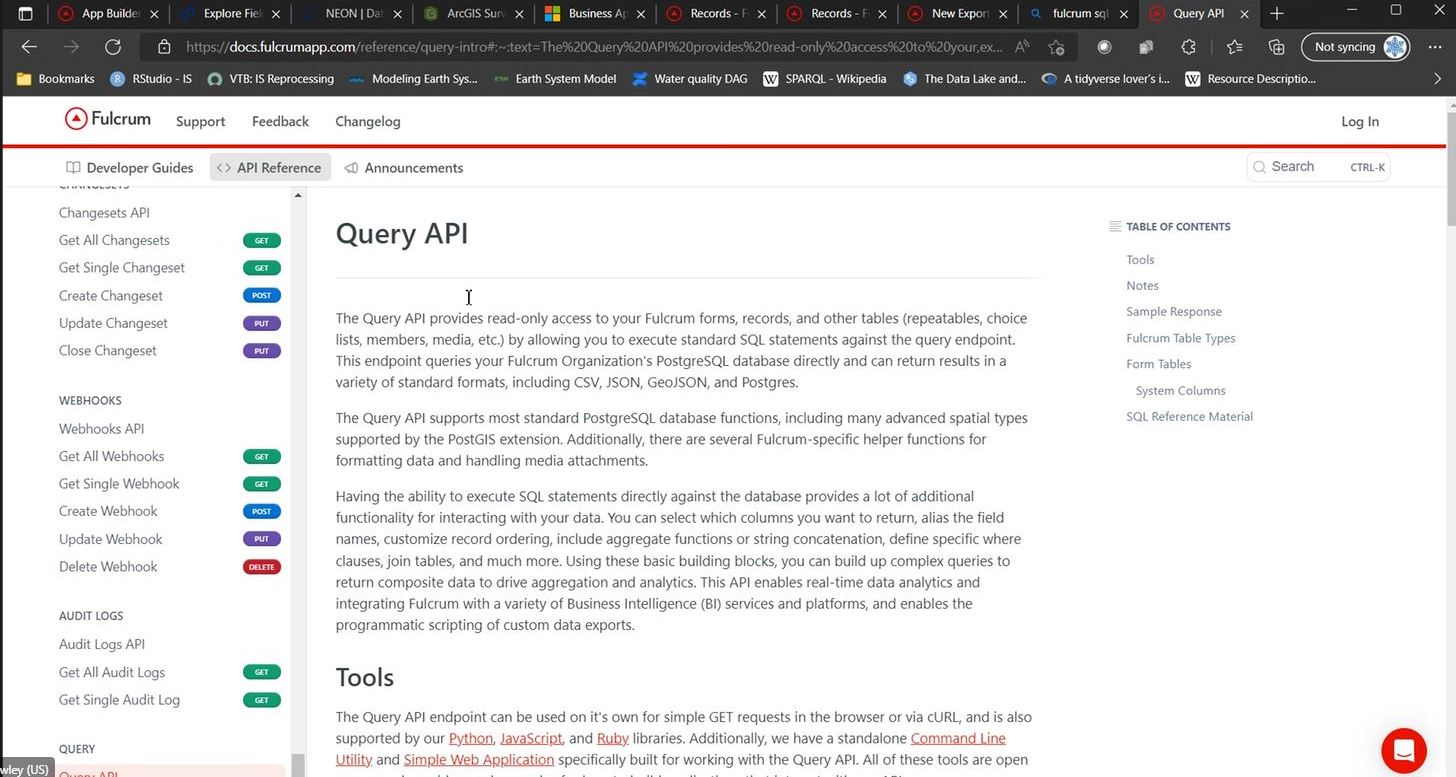 App Builder
Explore Fiel
NEON | Dat
ArcGIS Surv
Business Ap
Records - F
Records - F
New Export
fulcrum sql
Query API
https://docs.fulcrumapp.com/reference/query-intro#:~:text=The%20Query%20API%20provides%20read-only%20access%20to%20your,ex...
Not syncing
Bookmarks
RStudio - IS
VTB: IS Reprocessing
Modeling Earth Sys...
Earth System Model
Water quality DAG
SPARQL - Wikipedia
The Data Lake and...
A tidyverse lover's i...
Resource Descriptio...
Fulcrum
Support
Feedback
Changelog
Log In
Developer Guides
API Reference
Announcements
Search
CTRL-K
CHANGESETS
Changesets API
Get All Changesets GET
Get Single Changeset GET
Create Changeset POST
Update Changeset PUT
Close Changeset PUT
WEBHOOKS
Webhooks API
Get All Webhooks GET
Get Single Webhook GET
Create Webhook POST
Update Webhook PUT
Delete Webhook DELETE
AUDIT LOGS
Audit Logs API
Get All Audit Logs GET
Get Single Audit Log GET
QUERY
Query API
wley (US)
Query API
The Query API provides read-only access to your Fulcrum forms, records, and other tables (repeatables, choice
lists, members, media, etc.) by allowing you to execute standard SQL statements against the query endpoint.
This endpoint queries your Fulcrum Organization's PostgreSQL database directly and can return results in a
variety of standard formats, including CSV, JSON, GeoJSON, and Postgres.
The Query API supports most standard PostgreSQL database functions, including many advanced spatial types
supported by the PostGIS extension. Additionally, there are several Fulcrum-specific helper functions for
formatting data and handling media attachments.
Having the ability to execute SQL statements directly against the database provides a lot of additional
functionality for interacting with your data. You can select which columns you want to return, alias the field
names, customize record ordering, include aggregate functions or string concatenation, define specific where
clauses, join tables, and much more. Using these basic building blocks, you can build up complex queries to
return composite data to drive aggregation and analytics. This API enables real-time data analytics and
integrating Fulcrum with a variety of Business Intelligence (BI) services and platforms, and enables the
programmatic scripting of custom data exports.
Tools
The Query API endpoint can be used on it's own for simple GET requests in the browser or via cURL, and is also
supported by our Python, JavaScript, and Ruby libraries. Additionally, we have a standalone Command Line
Utility and Simple Web Application specifically built for working with the Query API. All of these tools are open
TABLE OF CONTENTS
Tools
Notes
Sample Response
Fulcrum Table Types
Form Tables
System Columns
SQL Reference Material